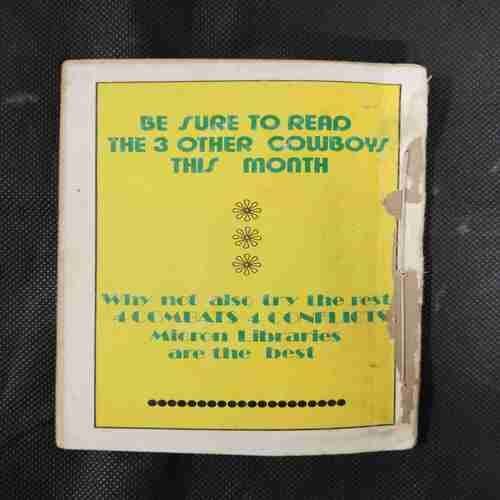 BE SURE TO READ
THE 3 OTHER COWBOYS
THIS MONTH
Why not also try the rest
4 COMBATS 4 CONFLICTS
Micron Libraries
are the best